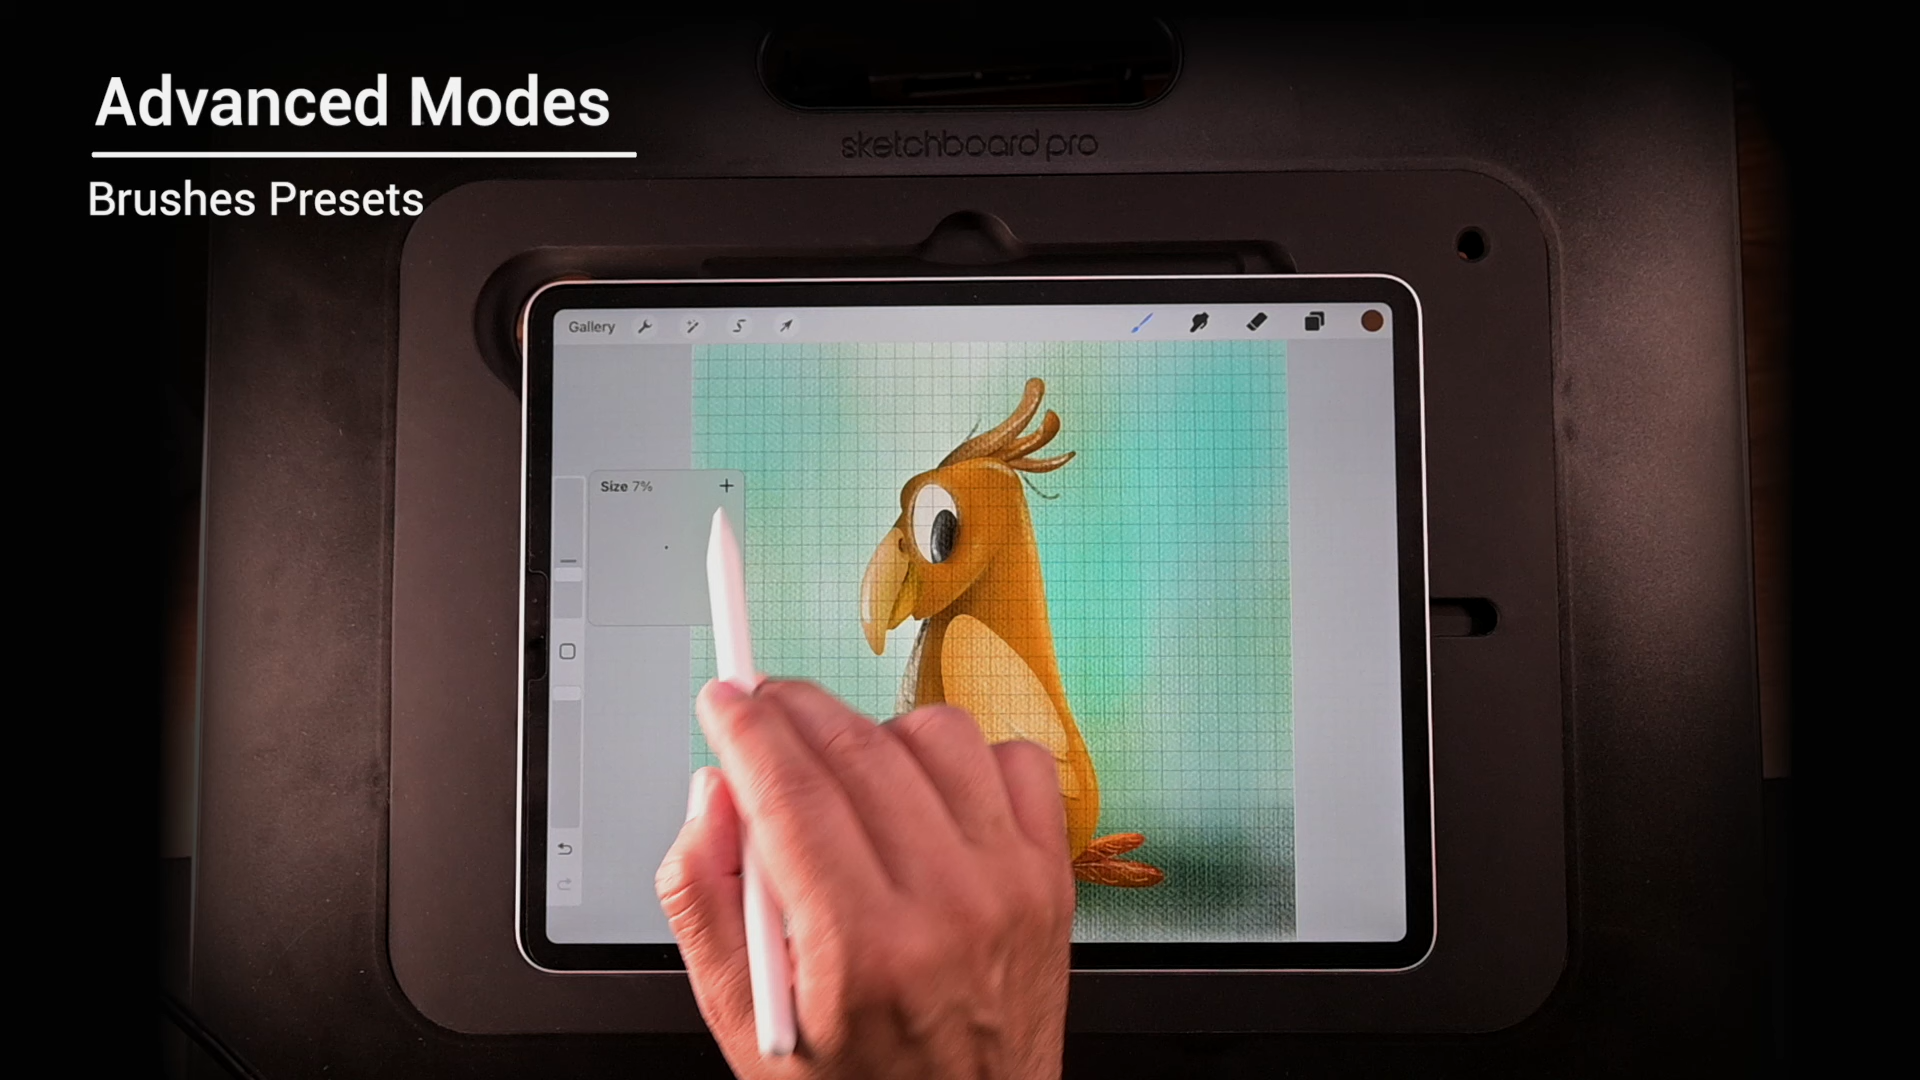 Advanced Modes
Brushes Presets
sketchboard pro
Gallery
Size 7%